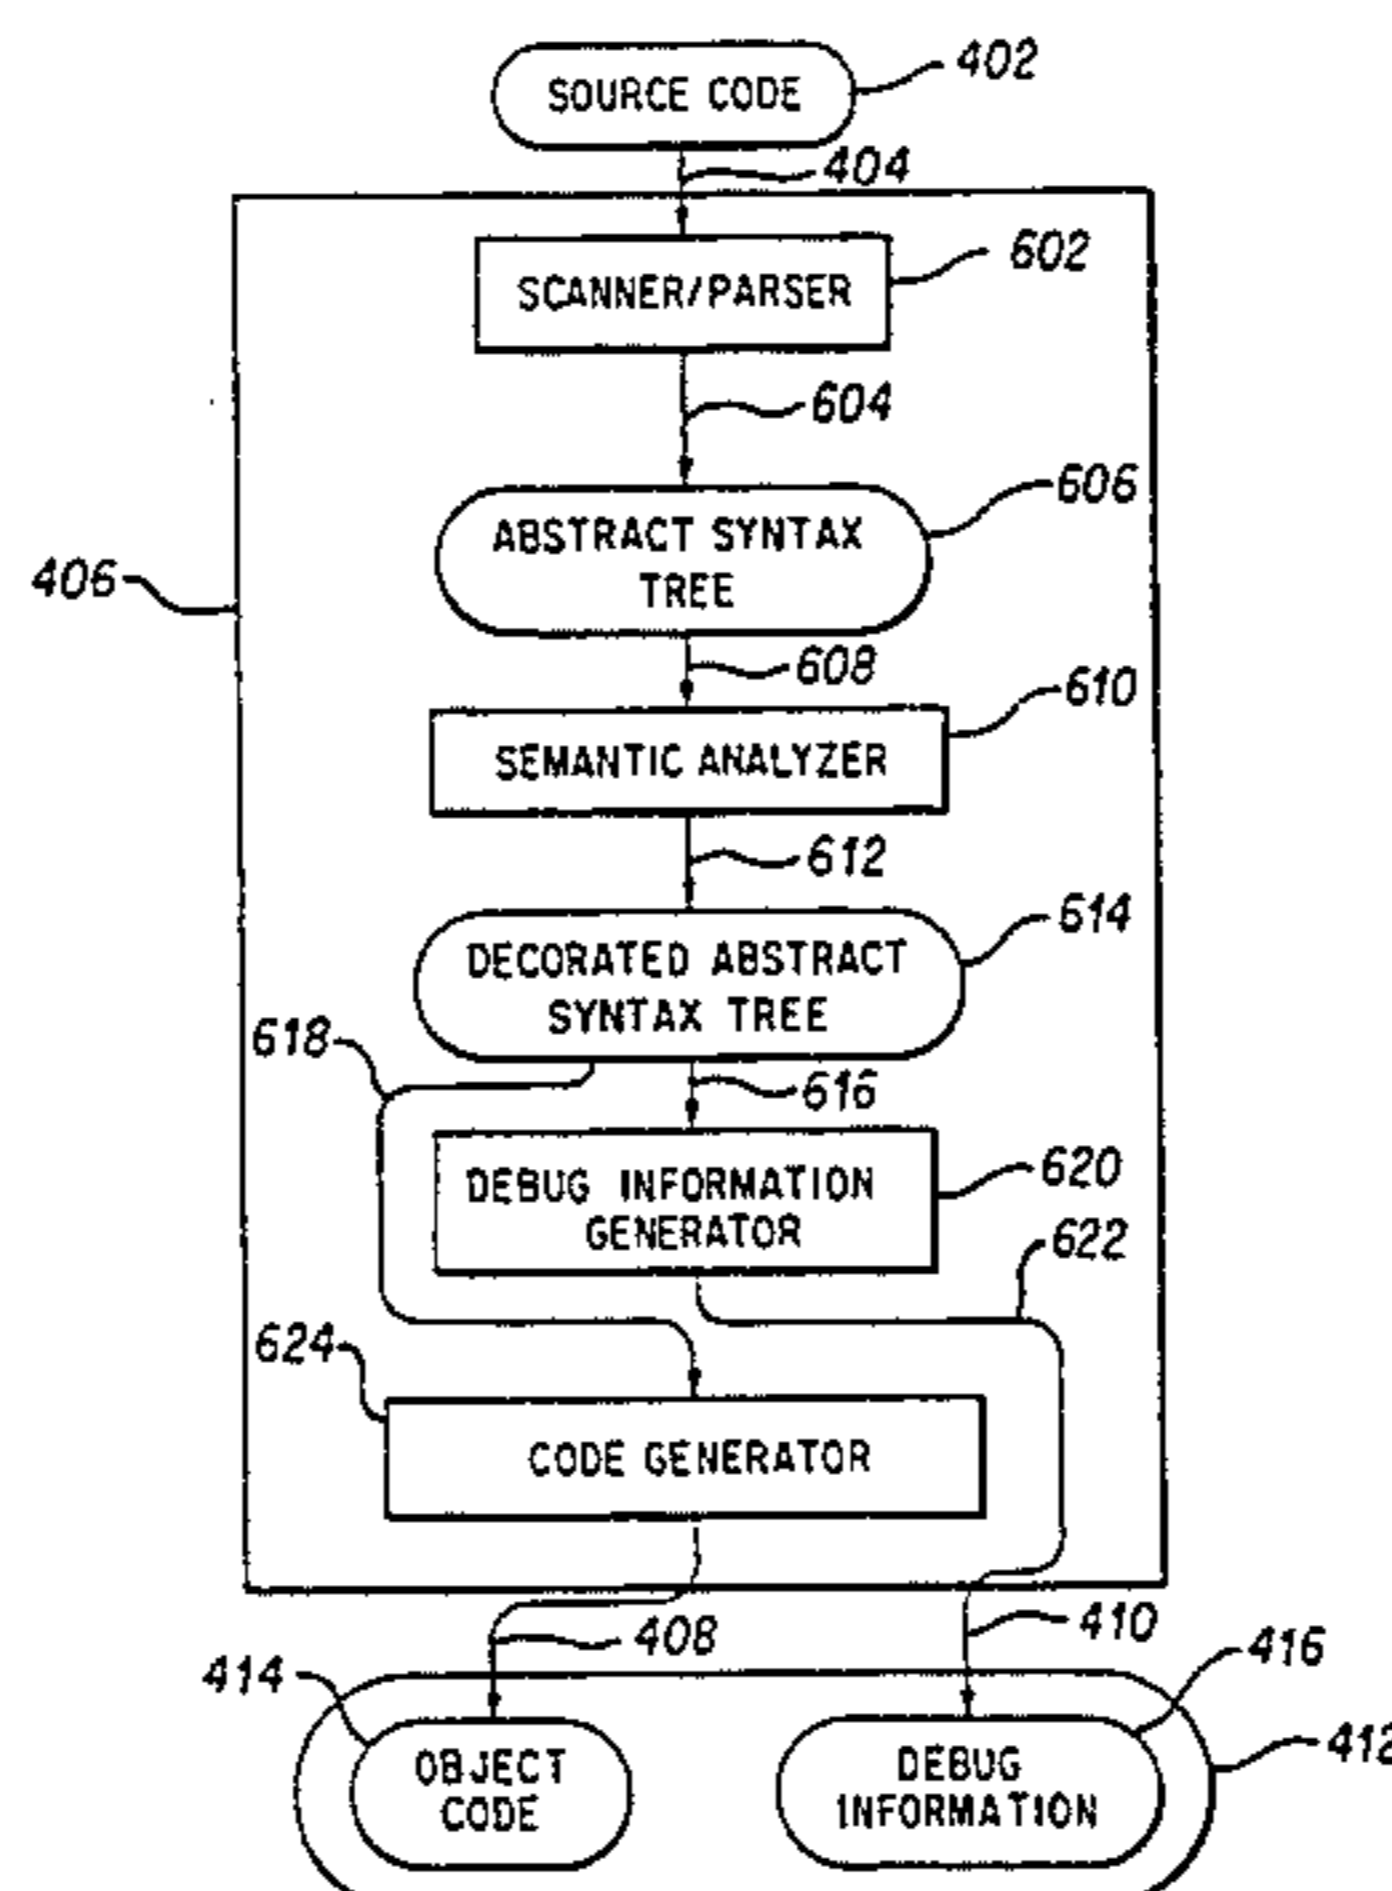 SOURCE CODE
402
404
SCANNER/PARSER
602
604
ABSTRACT SYNTAX
TREE
606
406
608
SEMANTIC ANALYZER
610
612
DECORATED ABSTRACT
SYNTAX TREE
614
618
616
DEBUG INFORMATION
GENERATOR
620
622
624
CODE GENERATOR
408
410
414
416
412
OBJECT
CODE
DEBUG
INFORMATION